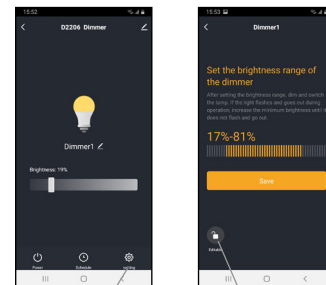 15:52
D2206 Dimmer
Dimmer1
Brightness: 19%
Power
Schedule
setting
15:53
Dimmer1
Set the brightness range of
the dimmer
After setting the brightness range, dim and switch
the lamp. If the light flashes and goes out during
operation, increase the minimum brightness until it
does not flash and go out.
17%-81%
Save
Editable